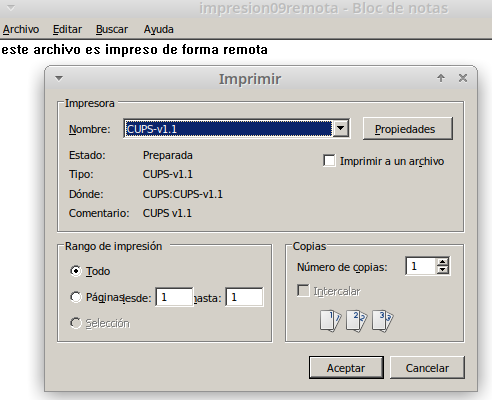 impresion09remota - Bloc de notas
Archivo Editar Buscar Ayuda
este archivo es impreso de forma remota
Imprimir
Impresora
Nombre: CUPS-v1.1 Propiedades
Estado: Preparada Imprimir a un archivo
Tipo: CUPS-v1.1
Dónde: CUPS:CUPS-v1.1
Comentario: CUPS v1.1
Rango de impresión
Todo
Páginas esde: 1 hasta: 1
Selección
Copias
Número de copias: 1
Intercalar
1 1 2 2 3 3
Aceptar Cancelar